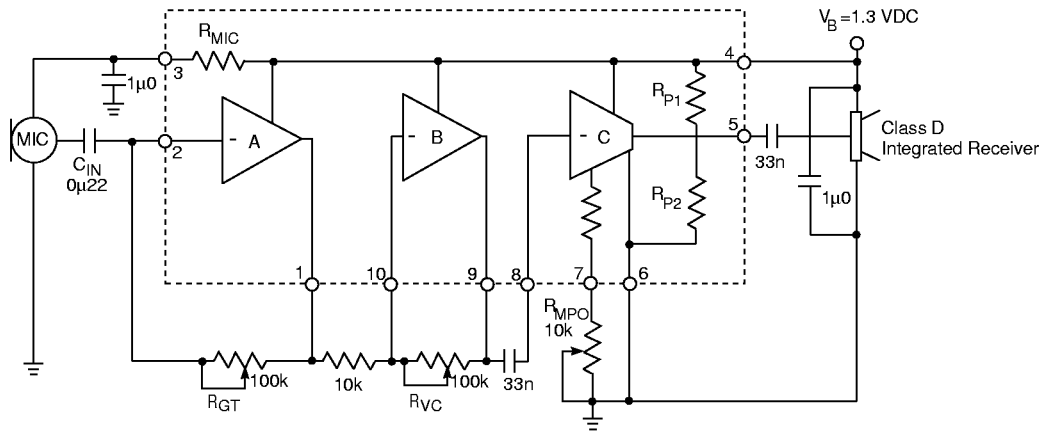 V_B = 1.3 VDC
R_MIC
3
4
1µ0
R_P1
A
B
C
-
-
-
MIC
2
5
C_IN
0µ22
33n
Class D
Integrated Receiver
R_P2
1µ0
1
10
9
8
7
6
R_MPO
10k
100k
10k
100k
33n
R_GT
R_VC